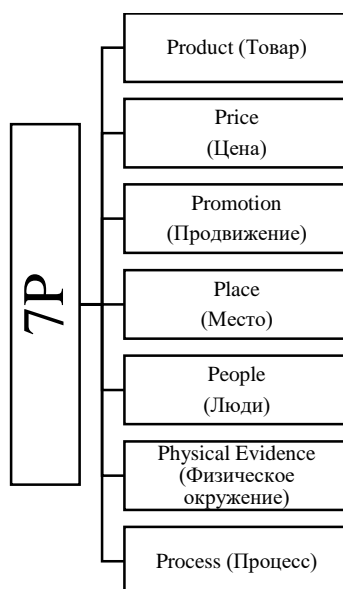 7P
Product (Товар)
Price
(Цена)
Promotion
(Продвижение)
Place
(Место)
People
(Люди)
Physical Evidence
(Физическое
окружение)
Process (Процесс)